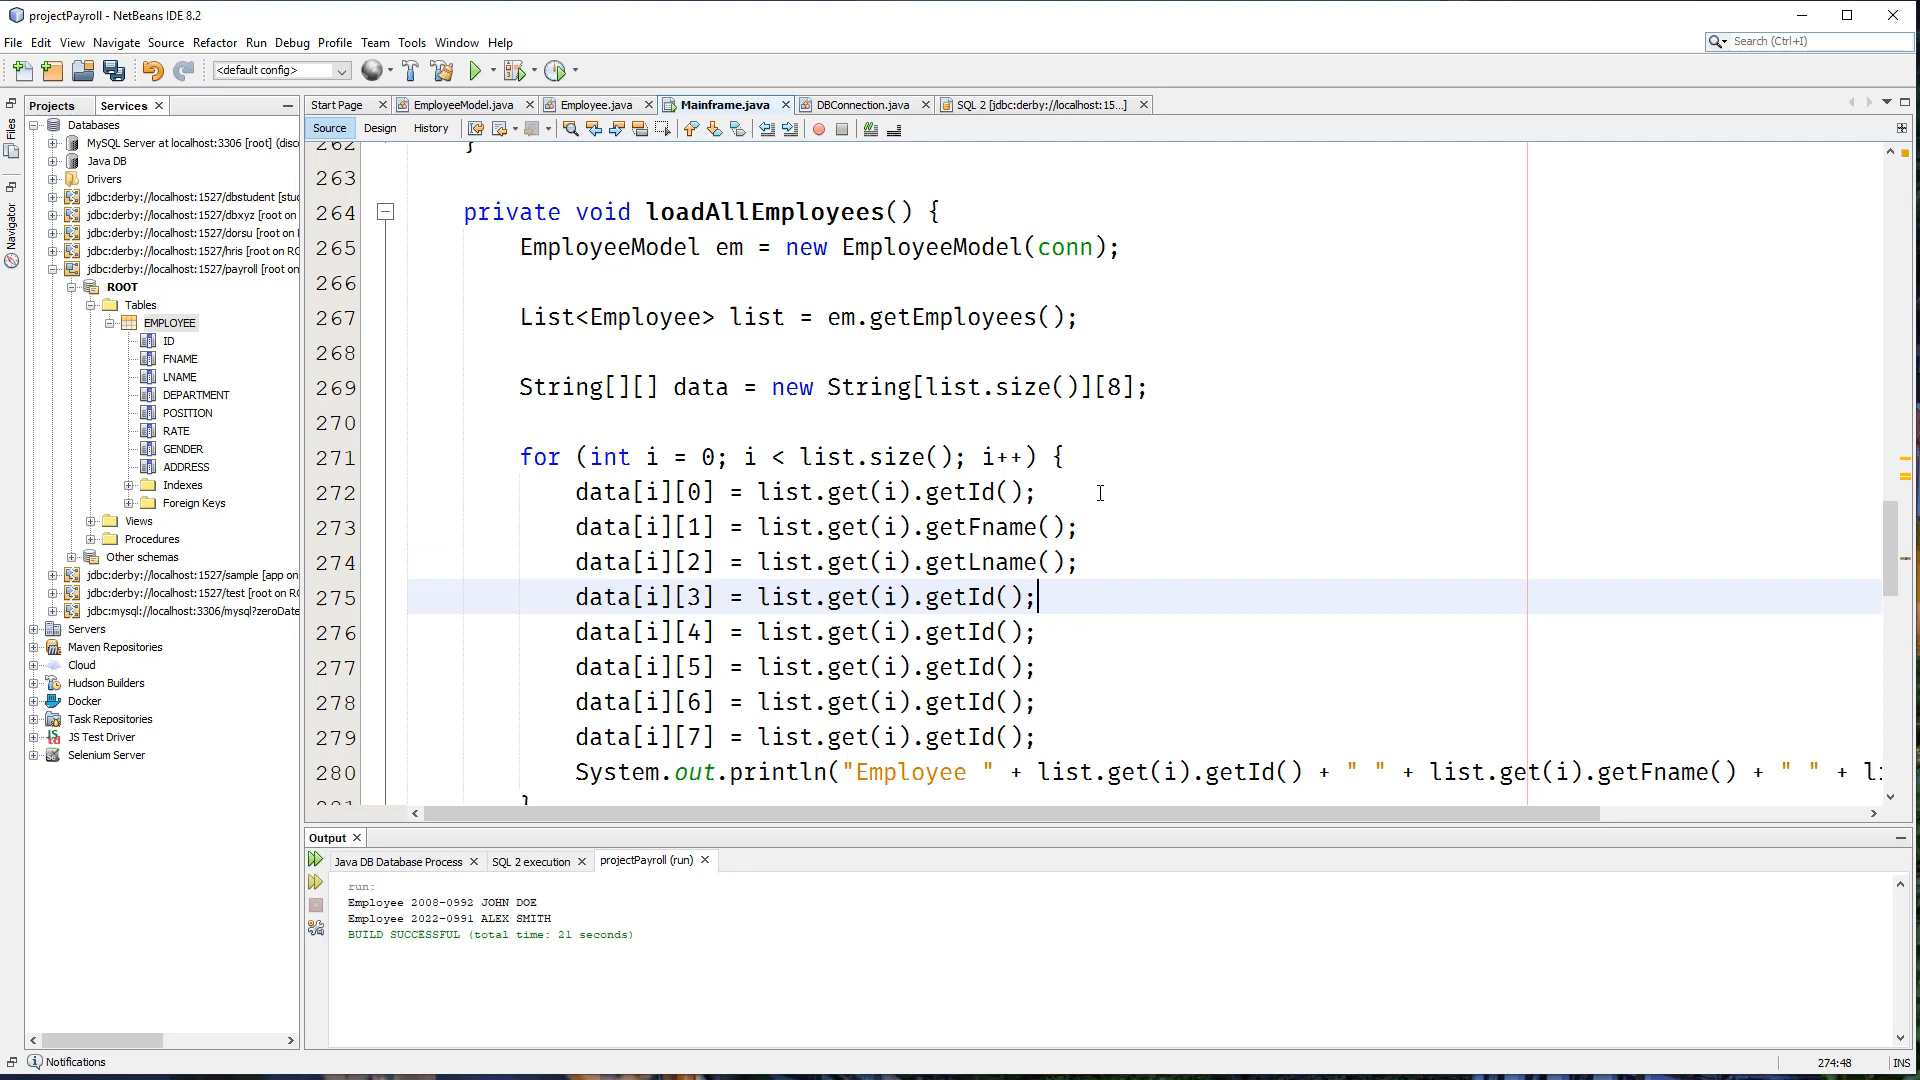 projectPayroll - NetBeans IDE 8.2
File Edit View Navigate Source Refactor Run Debug Profile Team Tools Window Help
Search (Ctrl+I)
<default config>
Files
Navigator
Projects Services
Databases
MySQL Server at localhost:3306 [root] (disc
Java DB
Drivers
jdbc:derby://localhost:1527/dbstudent [stuc
jdbc:derby://localhost:1527/dbxyz [root on
jdbc:derby://localhost:1527/dorsu [root on f
jdbc:derby://localhost:1527/hris [root on RC
jdbc:derby://localhost:1527/payroll [root on
ROOT
Tables
EMPLOYEE
ID
FNAME
LNAME
DEPARTMENT
POSITION
RATE
GENDER
ADDRESS
Indexes
Foreign Keys
Views
Procedures
Other schemas
jdbc:derby://localhost:1527/sample [app on
jdbc:derby://localhost:1527/test [root on RC
jdbc:mysql://localhost:3306/mysql?zeroDate
Servers
Maven Repositories
Cloud
Hudson Builders
Docker
Task Repositories
JS Test Driver
Selenium Server
Start Page EmployeeModel.java Employee.java Mainframe.java DBConnection.java SQL 2 [jdbc:derby://localhost:15...]
Source Design History
262 }
263
264 private void loadAllEmployees() {
265 EmployeeModel em = new EmployeeModel(conn);
266
267 List<Employee> list = em.getEmployees();
268
269 String[][] data = new String[list.size()][8];
270
271 for (int i = 0; i < list.size(); i++) {
272 data[i][0] = list.get(i).getId();
273 data[i][1] = list.get(i).getFname();
274 data[i][2] = list.get(i).getLname();
275 data[i][3] = list.get(i).getId();
276 data[i][4] = list.get(i).getId();
277 data[i][5] = list.get(i).getId();
278 data[i][6] = list.get(i).getId();
279 data[i][7] = list.get(i).getId();
280 System.out.println("Employee " + list.get(i).getId() + " " + list.get(i).getFname() + " " + li
281 }
Output
Java DB Database Process SQL 2 execution projectPayroll (run)
run:
Employee 2008-0992 JOHN DOE
Employee 2022-0991 ALEX SMITH
BUILD SUCCESSFUL (total time: 21 seconds)
Notifications
274:48 INS